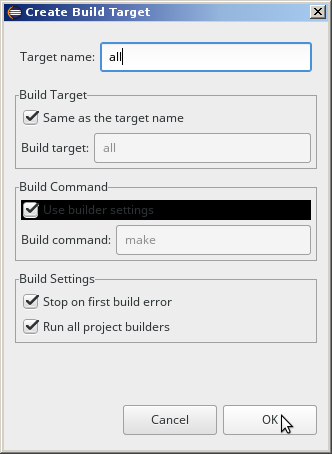 Create Build Target
Target name: all
Build Target
Same as the target name
Build target: all
Build Command
Use builder settings
Build command: make
Build Settings
Stop on first build error
Run all project builders
Cancel OK